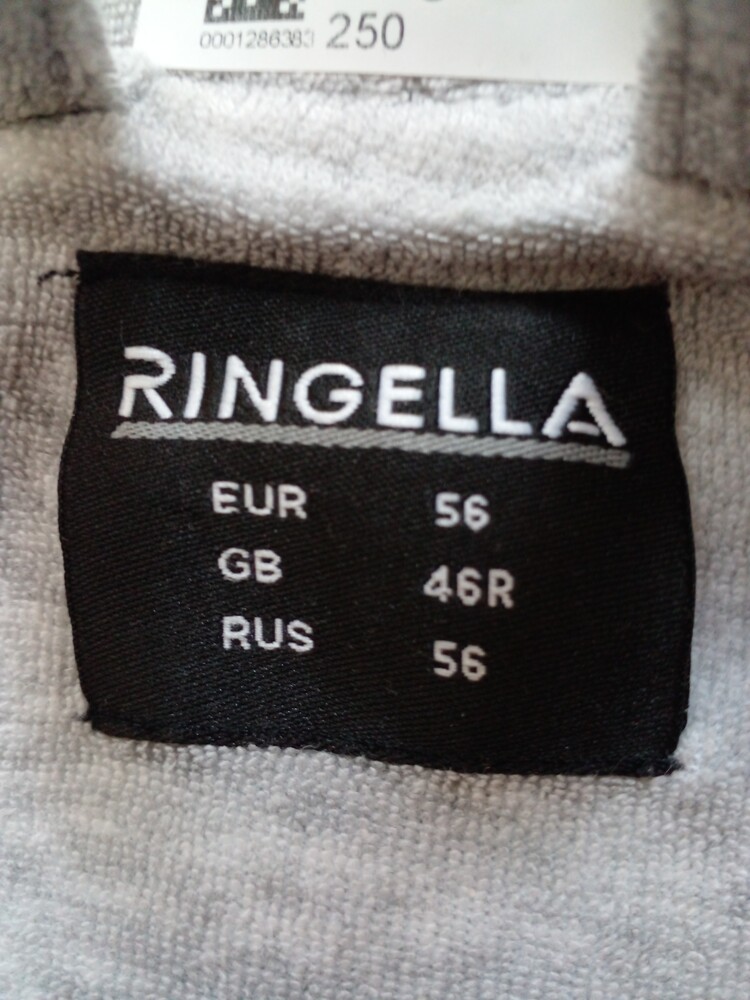 0001286383 250
RINGELLA
EUR 56
GB 46R
RUS 56